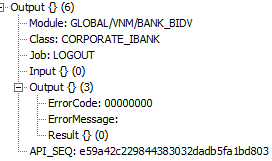 Output {} (6)
Module: GLOBAL/VNM/BANK_BIDV
Class: CORPORATE_IBANK
Job: LOGOUT
Input {} (0)
Output {} (3)
ErrorCode: 00000000
ErrorMessage:
Result {} (0)
API_SEQ: e59a42c229844383032dadb5fa1bd803